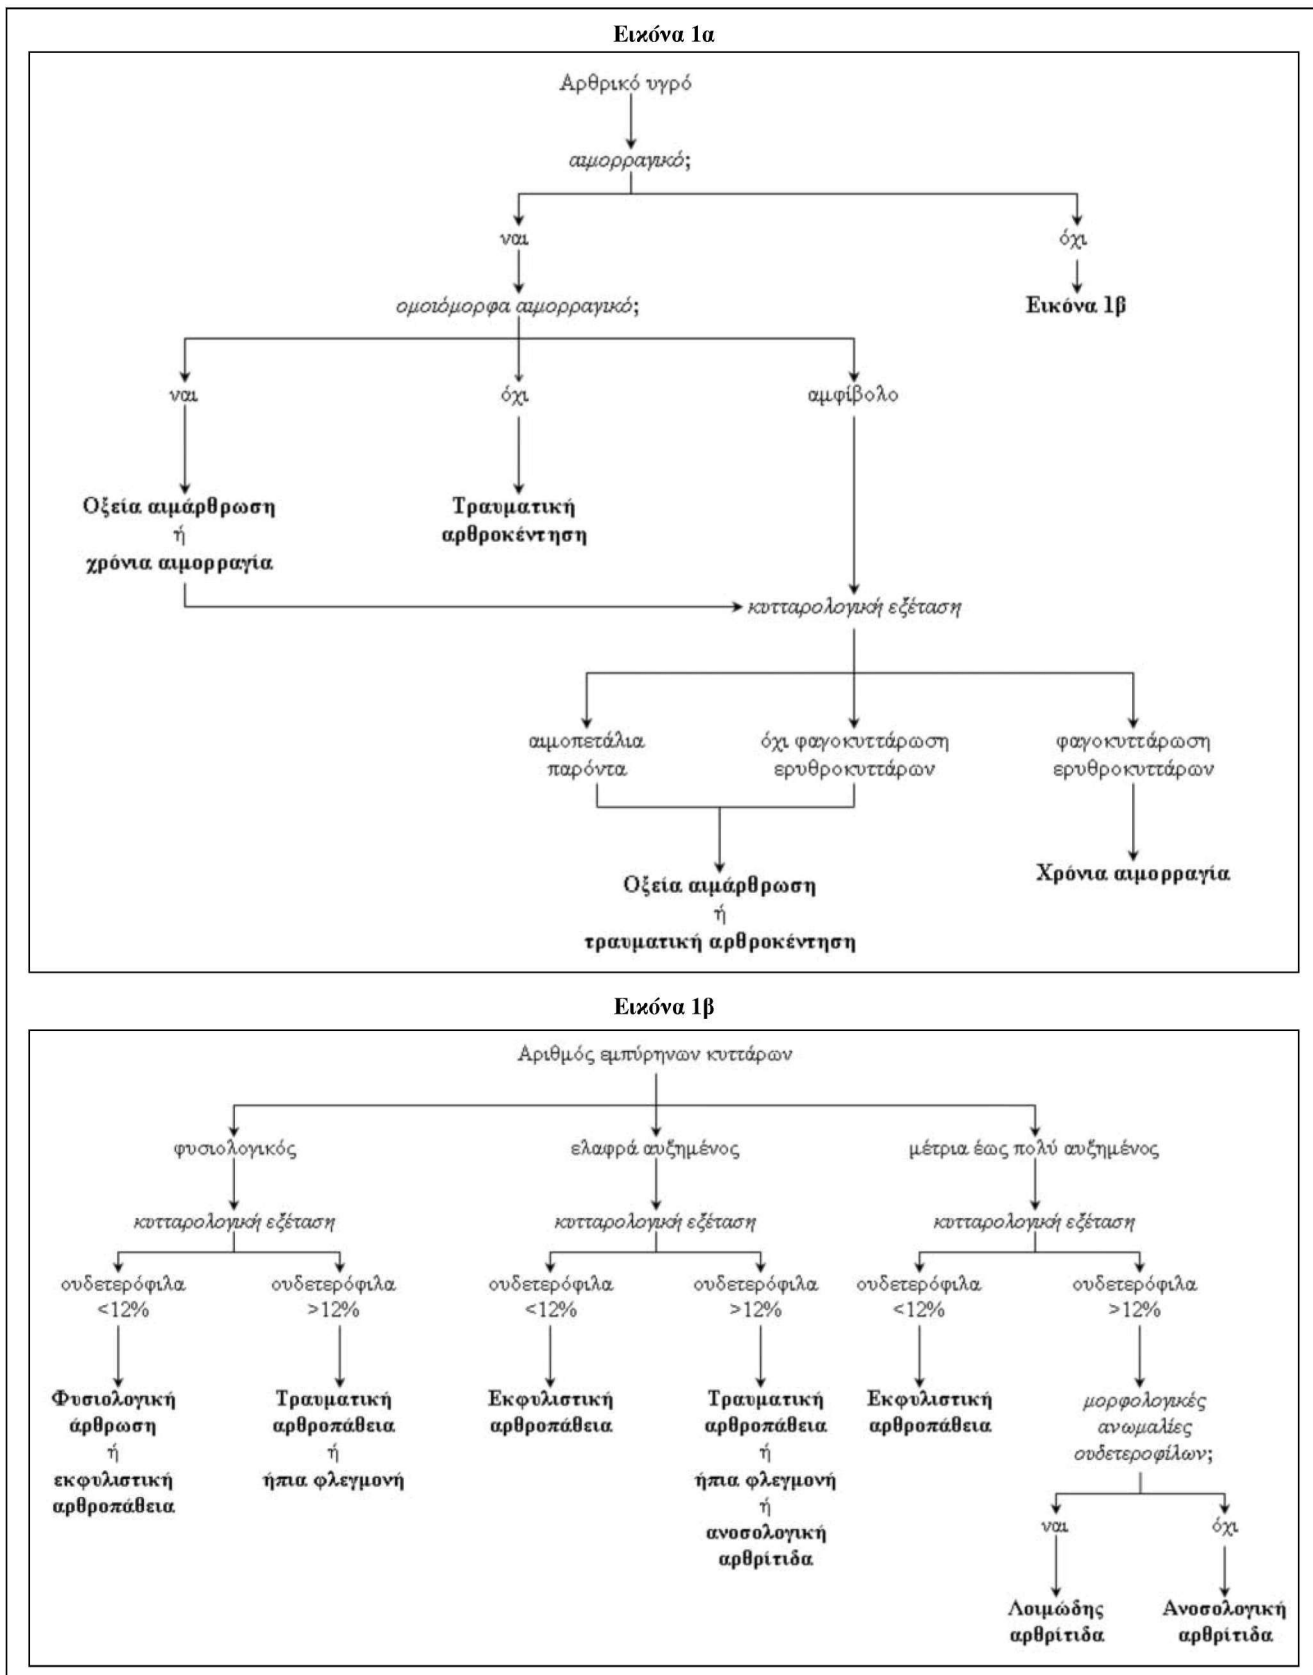 Εικόνα 1α
Αρθρικό υγρό
αιμορραγικό;
ναι
όχι
ομοιόμορφα αιμορραγικό;
Εικόνα 1β
ναι
όχι
αμφίβολο
Οξεία αιμάρθρωση
ή
χρόνια αιμορραγία
Τραυματική
αρθροκέντηση
κυτταρολογική εξέταση
αιμοπετάλια
παρόντα
όχι φαγοκυττάρωση
ερυθροκυττάρων
φαγοκυττάρωση
ερυθροκυττάρων
Οξεία αιμάρθρωση
ή
τραυματική αρθροκέντηση
Χρόνια αιμορραγία
Εικόνα 1β
Αριθμός εμπύρηνων κυττάρων
φυσιολογικός
ελαφρά αυξημένος
μέτρια έως πολύ αυξημένος
κυτταρολογική εξέταση
κυτταρολογική εξέταση
κυτταρολογική εξέταση
ουδετερόφιλα
<12%
ουδετερόφιλα
>12%
ουδετερόφιλα
<12%
ουδετερόφιλα
>12%
ουδετερόφιλα
<12%
ουδετερόφιλα
>12%
Φυσιολογική
άρθρωση
ή
εκφυλιστική
αρθροπάθεια
Τραυματική
αρθροπάθεια
ή
ήπια φλεγμονή
Εκφυλιστική
αρθροπάθεια
Τραυματική
αρθροπάθεια
ή
ήπια φλεγμονή
ή
ανοσολογική
αρθρίτιδα
Εκφυλιστική
αρθροπάθεια
μορφολογικές
ανωμαλίες
ουδετεροφίλων;
ναι
όχι
Λοιμώδης
αρθρίτιδα
Ανοσολογική
αρθρίτιδα